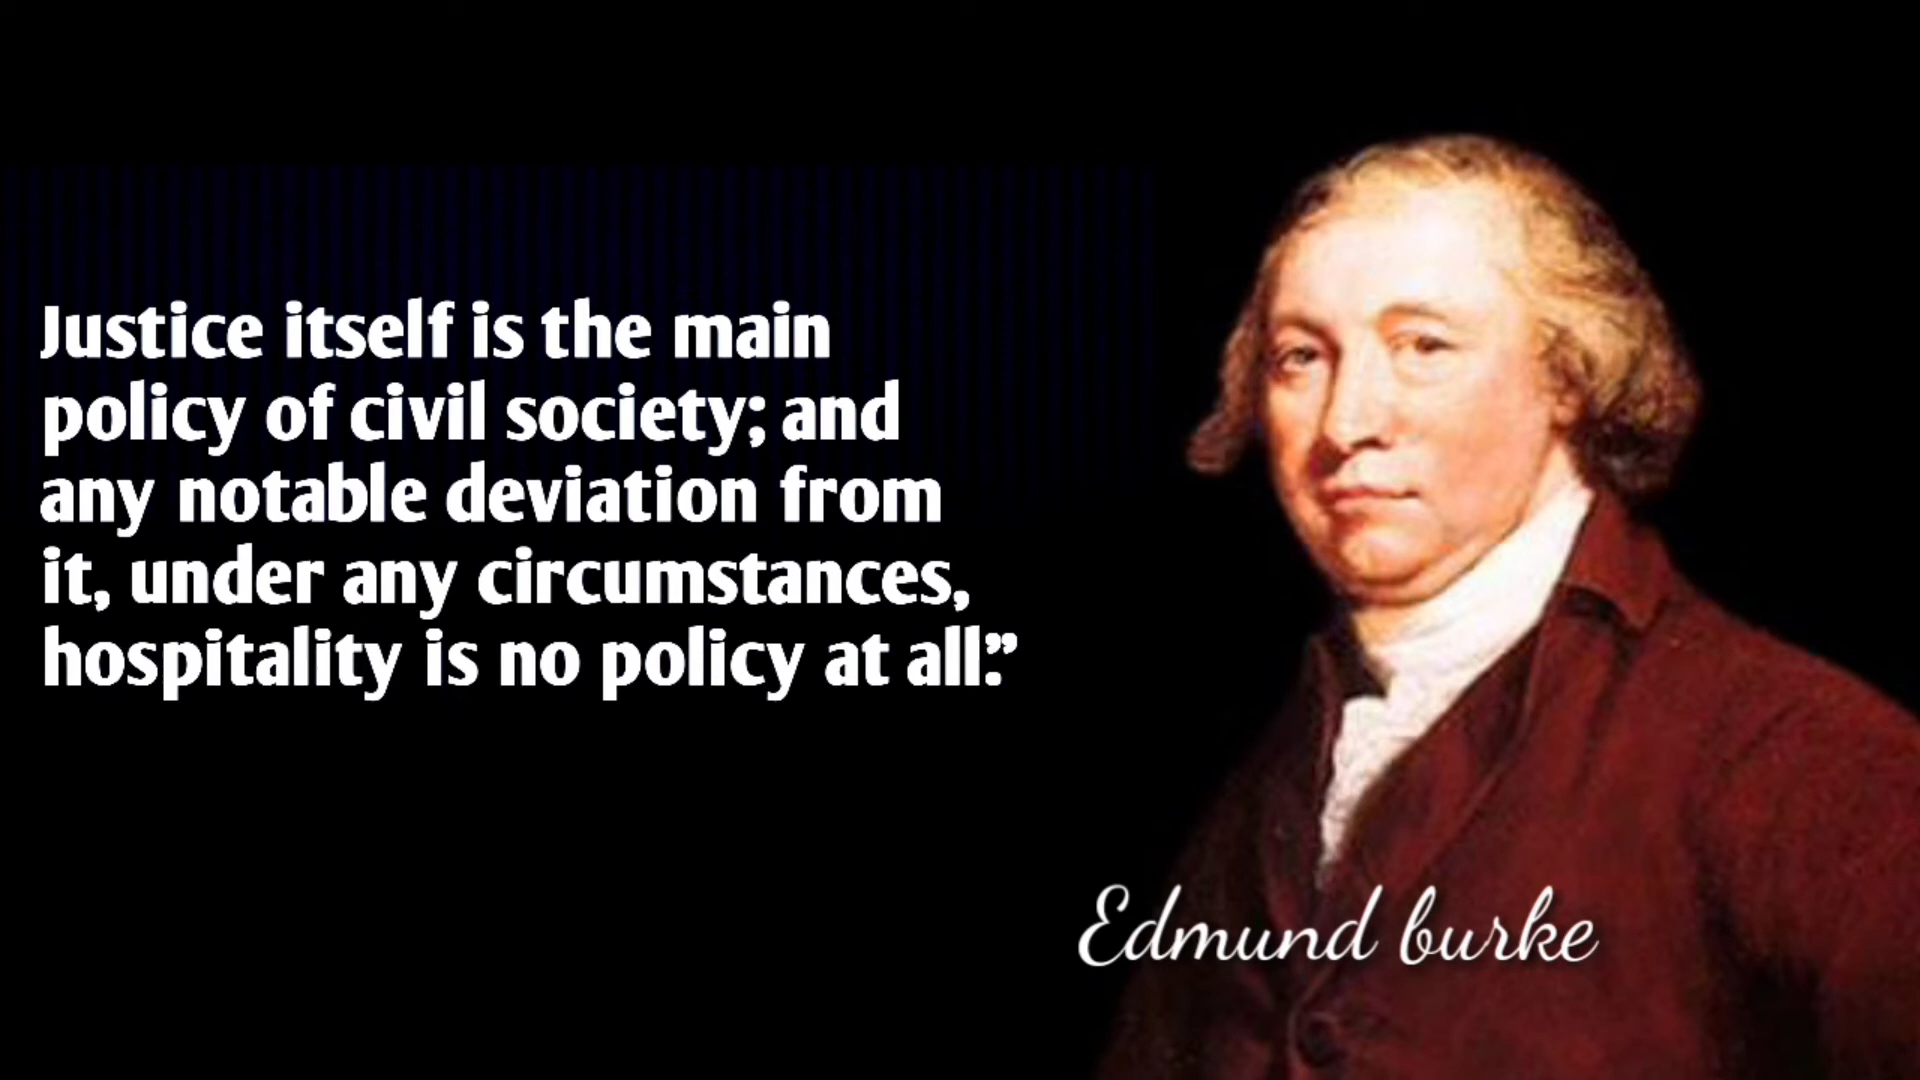 Justice itself is the main
policy of civil society; and
any notable deviation from
it, under any circumstances,
hospitality is no policy at all.”
Edmund burke